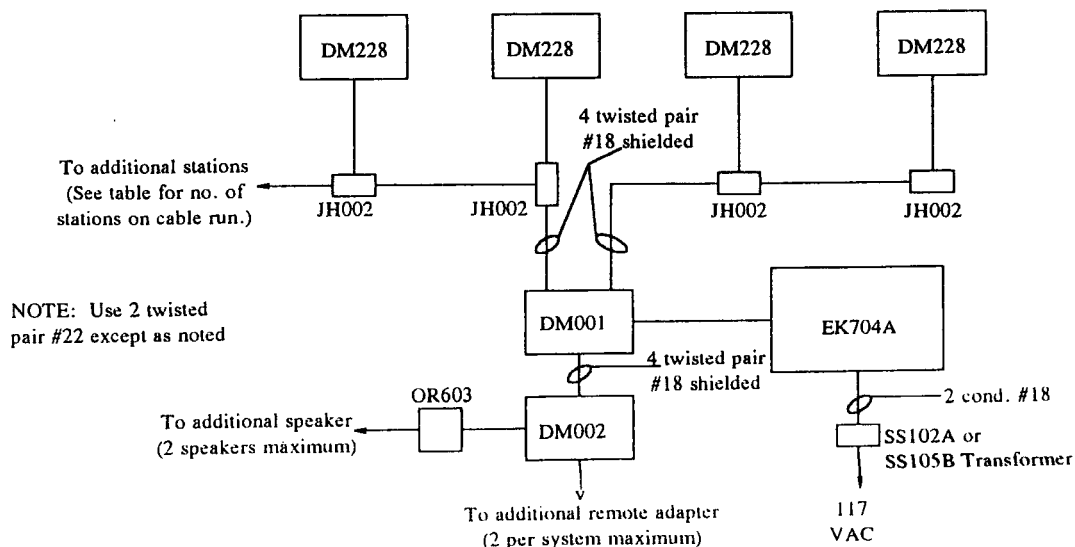 DM228
DM228
DM228
DM228
4 twisted pair
#18 shielded
To additional stations
(See table for no. of
stations on cable run.)
JH002
JH002
JH002
JH002
NOTE: Use 2 twisted
pair #22 except as noted
DM001
EK704A
4 twisted pair
#18 shielded
2 cond. #18
OR603
To additional speaker
(2 speakers maximum)
DM002
SS102A or
SS105B Transformer
To additional remote adapter
(2 per system maximum)
117
VAC